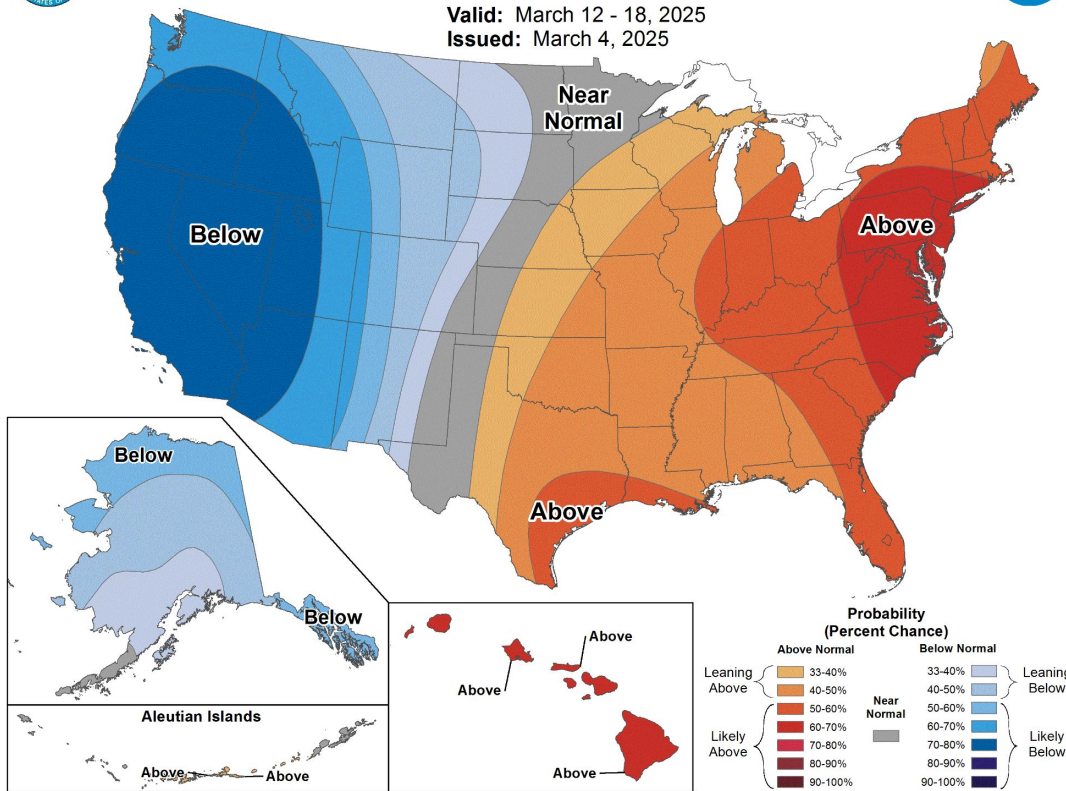 TATES OF
Valid: March 12 - 18, 2025
Issued: March 4, 2025
Near
Normal
Below
Above
Above
Below
Below
Aleutian Islands
Above
Above
Above
Above
Above
Probability
(Percent Chance)
Above Normal
Below Normal
Leaning
Above
33-40%
40-50%
Likely
Above
50-60%
60-70%
70-80%
80-90%
90-100%
Near
Normal
33-40%
40-50%
Leaning
Below
50-60%
60-70%
70-80%
80-90%
90-100%
Likely
Below